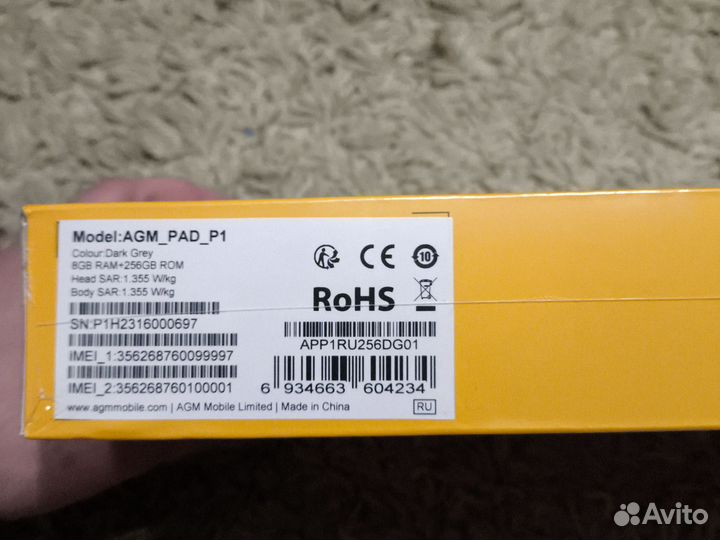 Model:AGM_PAD_P1
Colour:Dark Grey
8GB RAM+256GB ROM
Head SAR:1.355 W/kg
Body SAR:1.355 W/kg
SN:P1H2316000697
IMEI_1:356268760099997
IMEI_2:356268760100001
www.agmmobile.com | AGM Mobile Limited | Made in China
CE
10
RoHS
APP1RU256DG01
6 934663 604234
RU
Avito